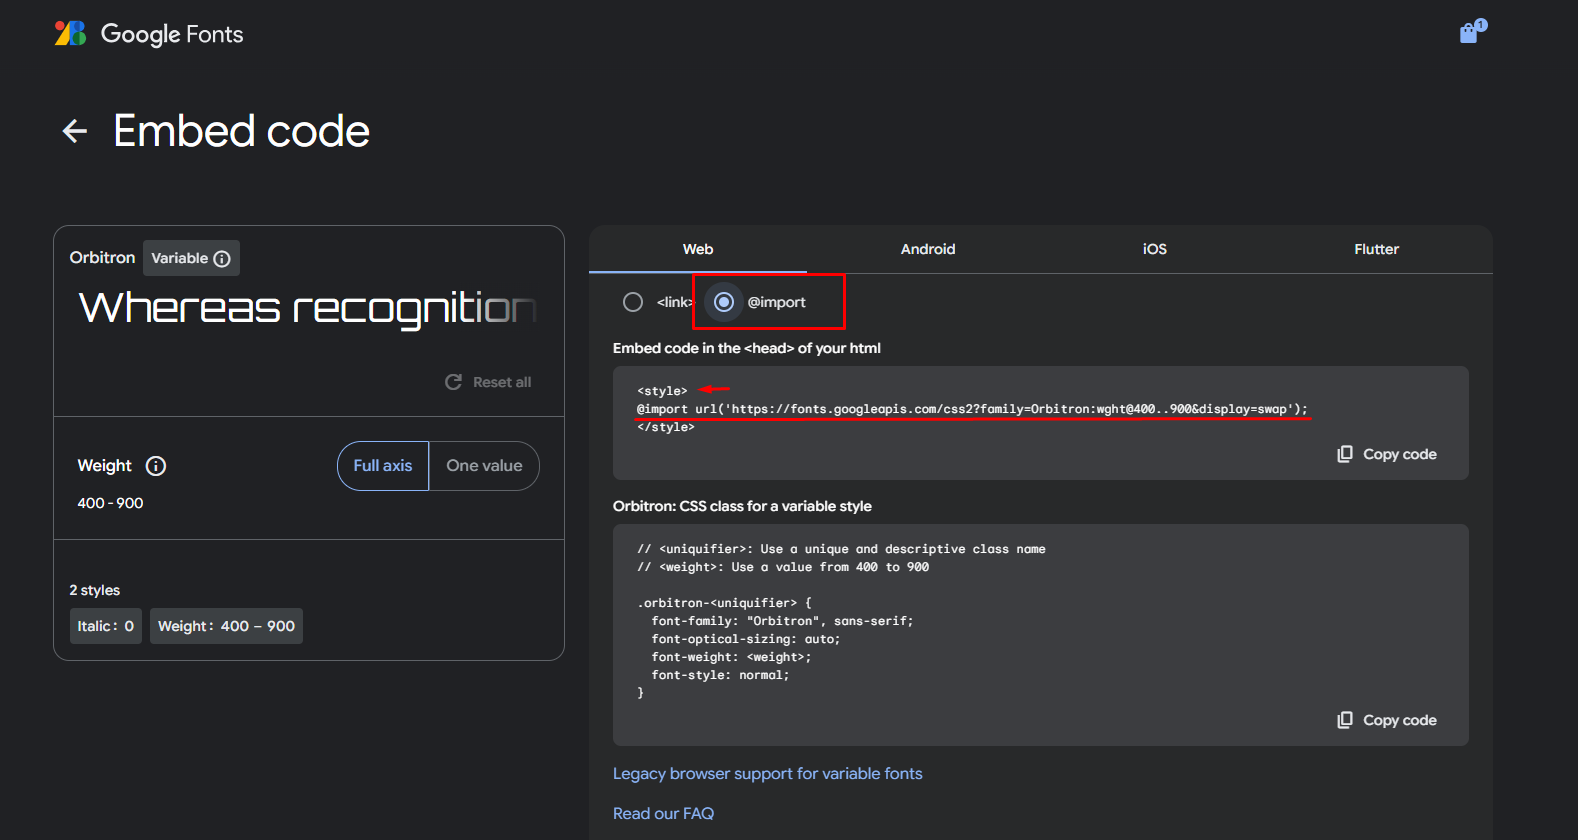 Google Fonts
1
Embed code
Orbitron Variable
Whereas recognition
Reset all
Weight
Full axis One value
400 - 900
2 styles
Italic: 0 Weight: 400 – 900
Web Android iOS Flutter
<link> @import
Embed code in the <head> of your html
<style>
@import url('https://fonts.googleapis.com/css2?family=Orbitron:wght@400..900&display=swap');
</style>
Copy code
Orbitron: CSS class for a variable style
// <uniquifier>: Use a unique and descriptive class name
// <weight>: Use a value from 400 to 900
.orbitron-<uniquifier> {
font-family: "Orbitron", sans-serif;
font-optical-sizing: auto;
font-weight: <weight>;
font-style: normal;
}
Copy code
Legacy browser support for variable fonts
Read our FAQ